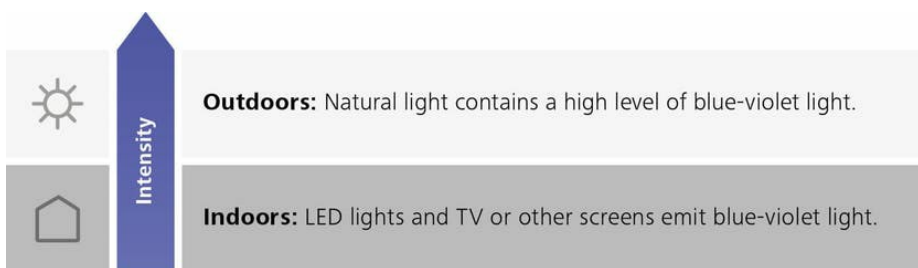 Outdoors: Natural light contains a high level of blue-violet light.
Intensity
Indoors: LED lights and TV or other screens emit blue-violet light.